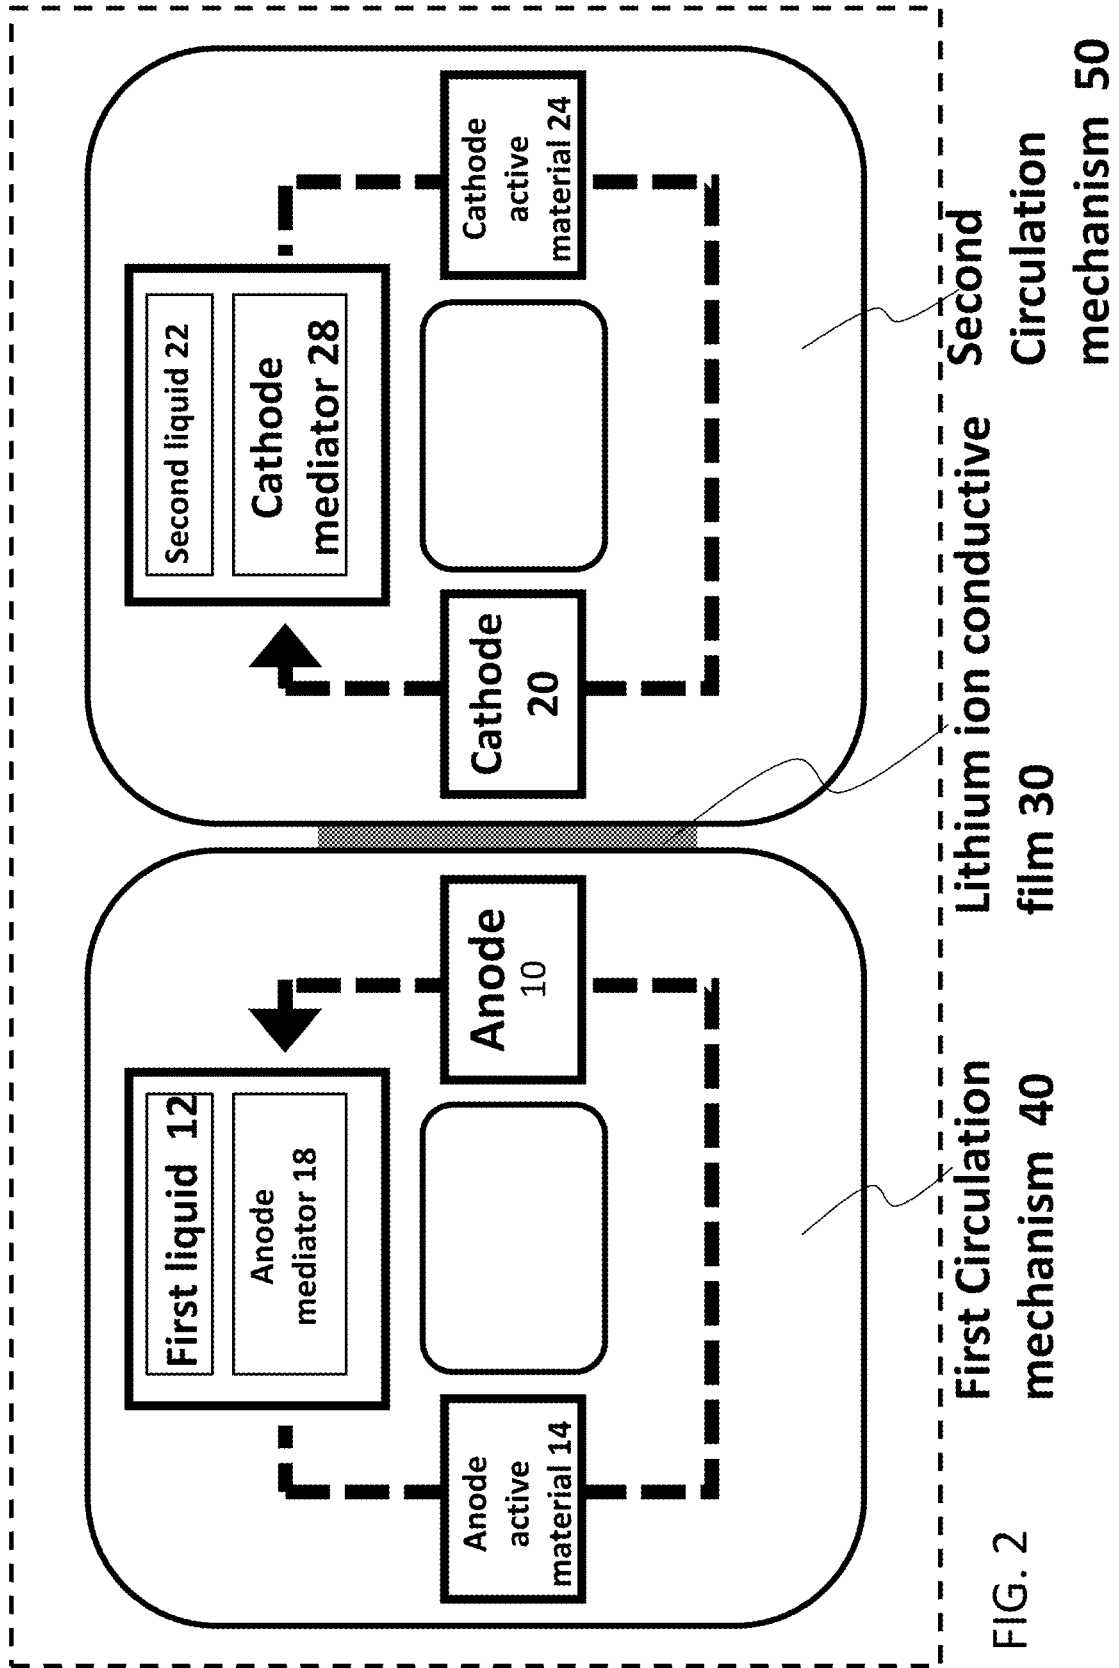 First liquid 12
Anode
mediator 18
Anode active
material 14
Anode
10
Second liquid 22
Cathode
mediator 28
Cathode
20
Cathode
active
material 24
First Circulation
mechanism 40
Lithium ion conductive
film 30
Second
Circulation
mechanism 50
FIG. 2